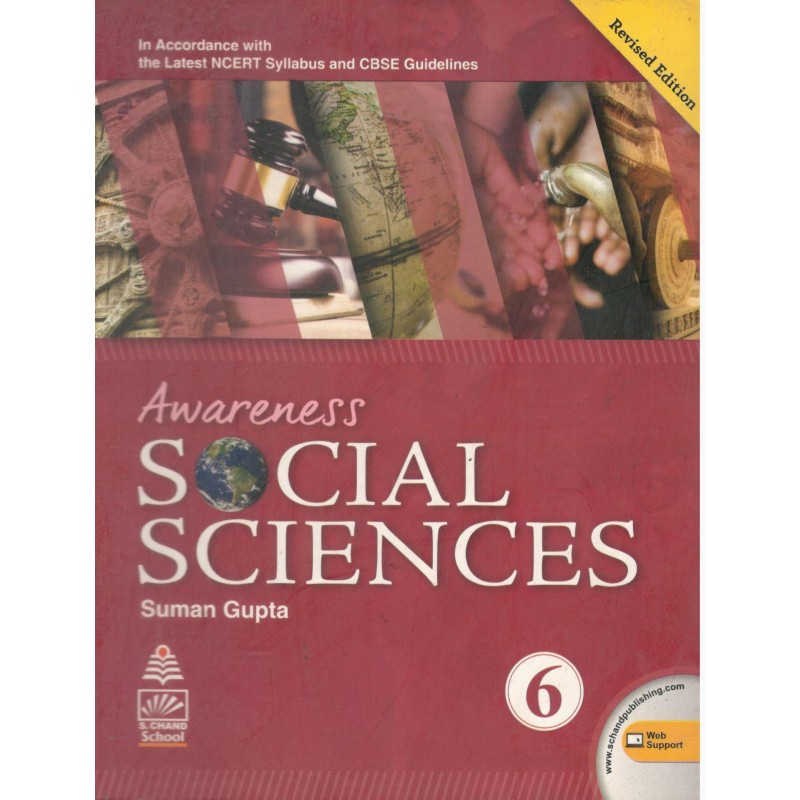 In Accordance with
the Latest NCERT Syllabus and CBSE Guidelines
Revised Edition
Awareness
SOCIAL
SCIENCES
Suman Gupta
S. CHAND
School
6
www.schandpublishing.com
Web
Support